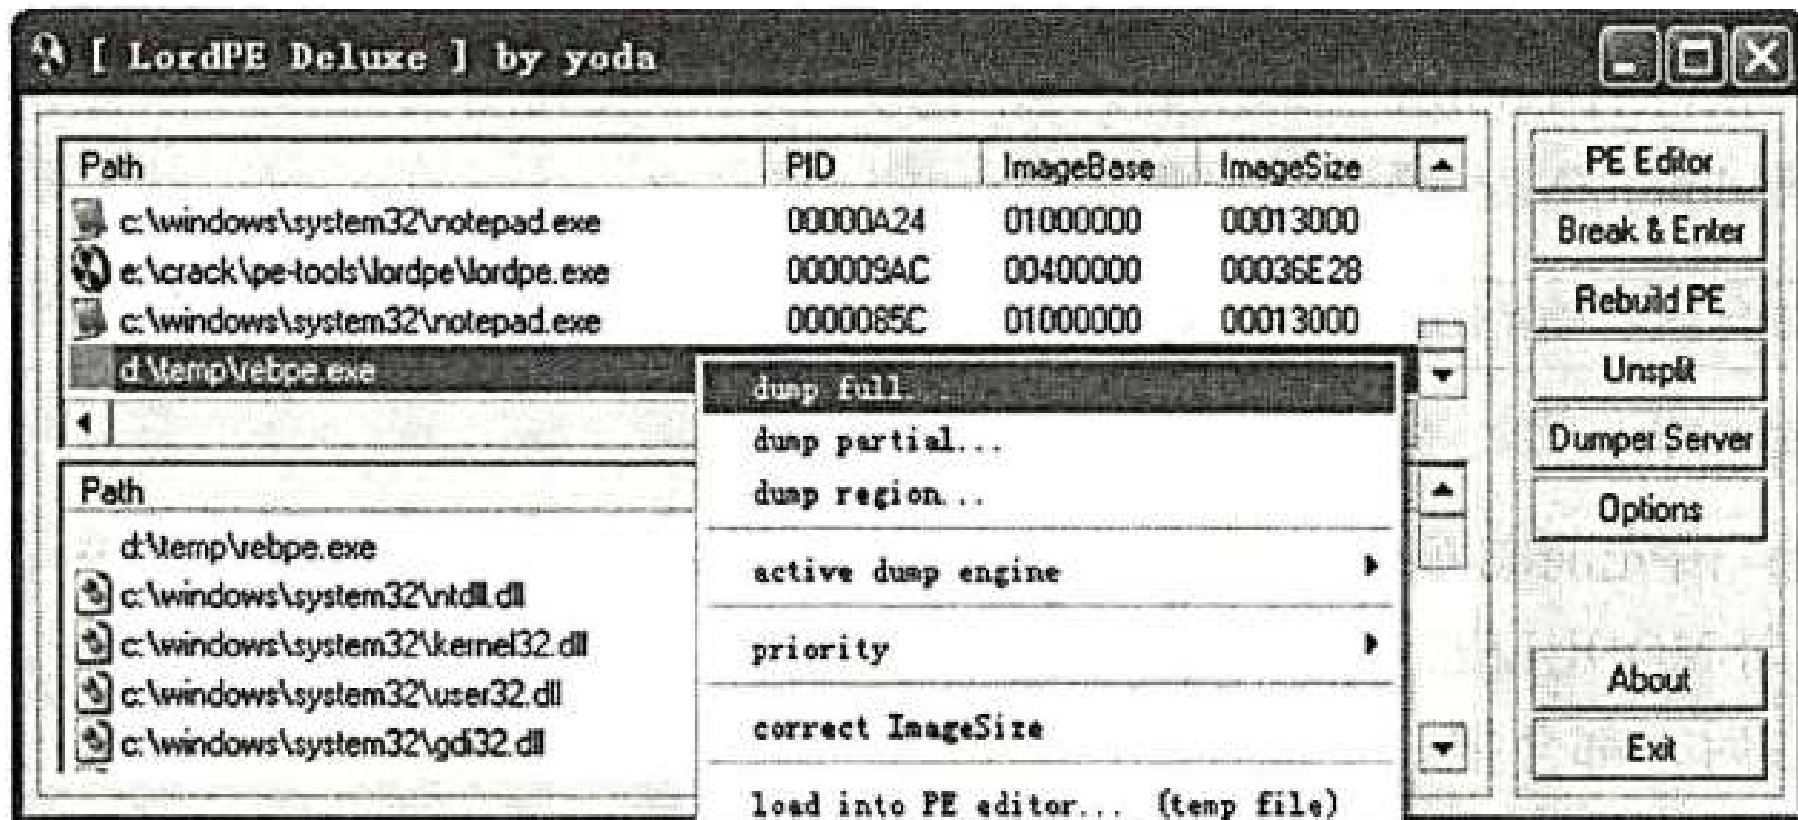 [ LordPE Deluxe ] by yoda
Path PID ImageBase ImageSize
c:\windows\system32\notepad.exe 00000A24 01000000 00013000
e:\crack\pe-tools\lordpe\lordpe.exe 000009AC 00400000 00036E28
c:\windows\system32\notepad.exe 0000085C 01000000 00013000
d:\temp\rebpe.exe
Path
d:\temp\rebpe.exe
c:\windows\system32\ntdll.dll
c:\windows\system32\kernel32.dll
c:\windows\system32\user32.dll
c:\windows\system32\gdi32.dll
dump full...
dump partial...
dump region...
active dump engine
priority
correct ImageSize
load into PE editor... (temp file)
PE Editor
Break & Enter
Rebuild PE
Unsplit
Dumper Server
Options
About
Exit